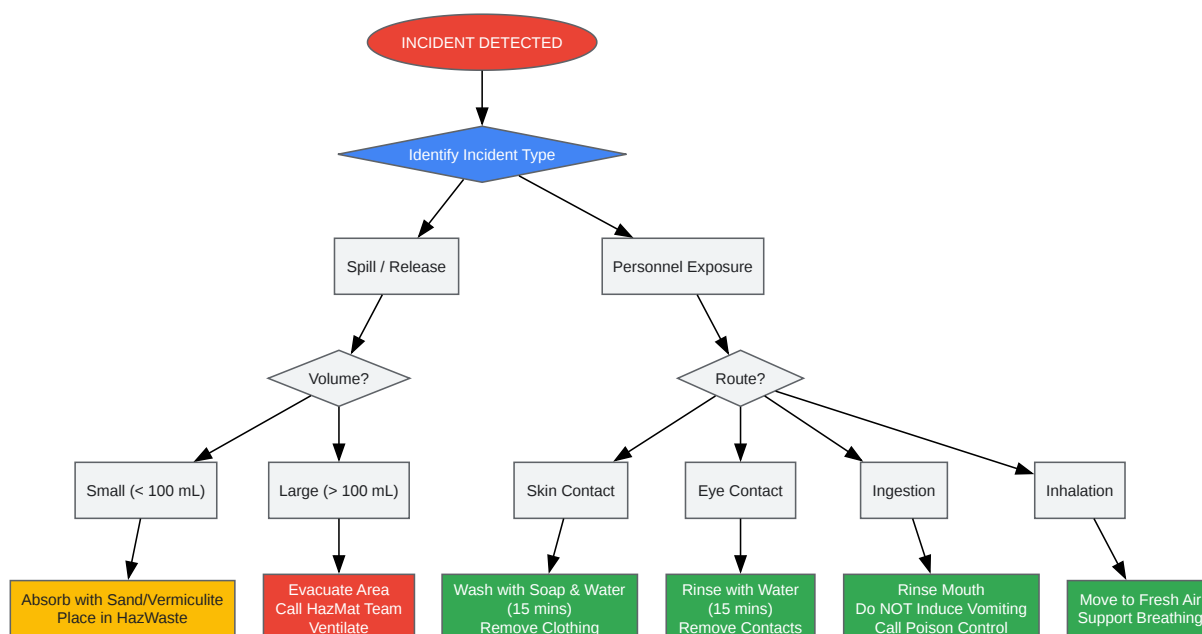 INCIDENT DETECTED
Identify Incident Type
Spill / Release
Personnel Exposure
Volume?
Route?
Small (< 100 mL)
Large (> 100 mL)
Skin Contact
Eye Contact
Ingestion
Inhalation
Absorb with Sand/Vermiculite
Place in HazWaste
Evacuate Area
Call HazMat Team
Ventilate
Wash with Soap & Water
(15 mins)
Remove Clothing
Rinse with Water
(15 mins)
Remove Contacts
Rinse Mouth
Do NOT Induce Vomiting
Call Poison Control
Move to Fresh Air
Support Breathing